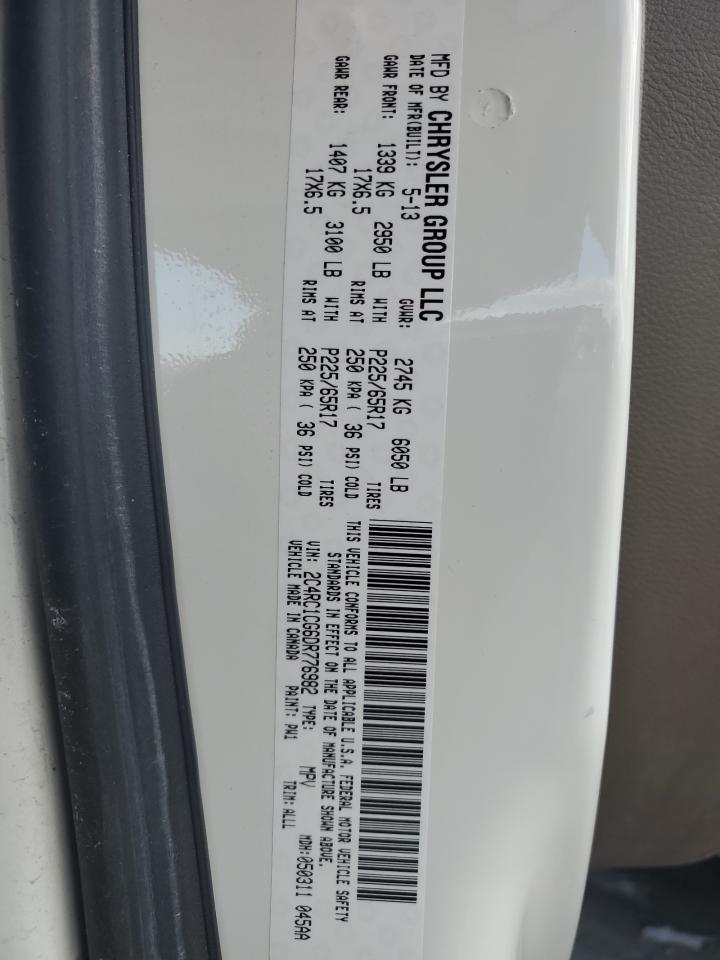 MFD BY CHRYSLER GROUP LLC
DATE OF MFR(BUILT): 5-13 GVWR: 2745 KG 6050 LB
GAWR FRONT: 1339 KG 2950 LB WITH P225/65R17 TIRES
17X6.5 RIMS AT 250 KPA ( 36 PSI) COLD
GAWR REAR: 1407 KG 3100 LB WITH P225/65R17 TIRES
17X6.5 RIMS AT 250 KPA ( 36 PSI) COLD
THIS VEHICLE CONFORMS TO ALL APPLICABLE U.S.A. FEDERAL MOTOR VEHICLE SAFETY
STANDARDS IN EFFECT ON THE DATE OF MANUFACTURE SHOWN ABOVE.
VIN: 2C4RC1CG6DR776982 TYPE: MPV MDH:050311 045AA
VEHICLE MADE IN CANADA PAINT: PW1 TRIM:ALLL